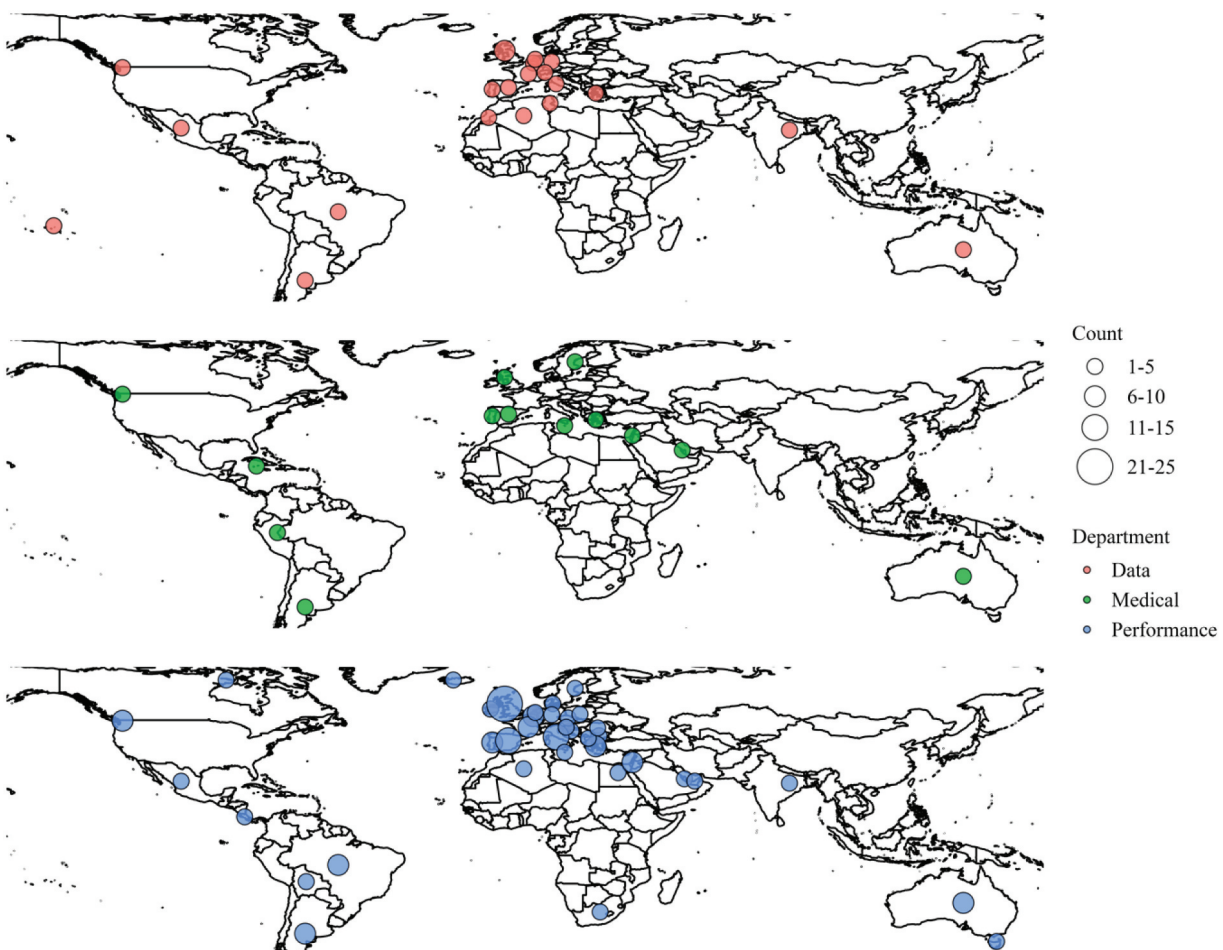 Count
1-5
6-10
11-15
21-25
Department
Data
Medical
Performance